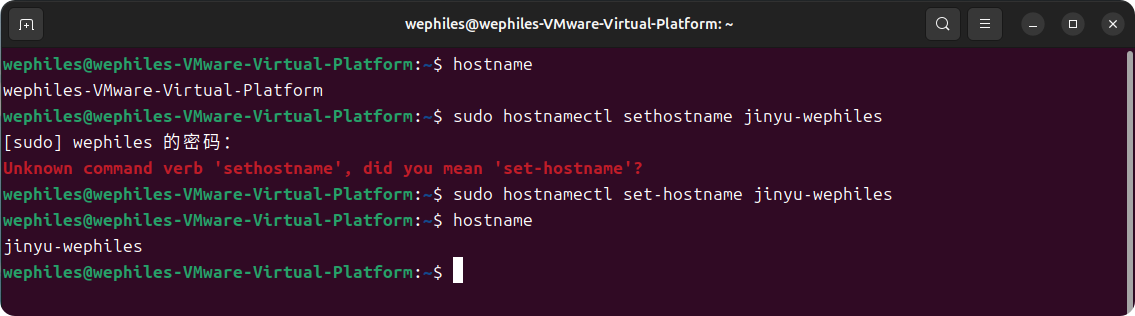 wephiles@wephiles-VMware-Virtual-Platform: ~
wephiles@wephiles-VMware-Virtual-Platform:~$ hostname
wephiles-VMware-Virtual-Platform
wephiles@wephiles-VMware-Virtual-Platform:~$ sudo hostnamectl sethostname jinyu-wephiles
[sudo] wephiles 的密码：
Unknown command verb 'sethostname', did you mean 'set-hostname'?
wephiles@wephiles-VMware-Virtual-Platform:~$ sudo hostnamectl set-hostname jinyu-wephiles
wephiles@wephiles-VMware-Virtual-Platform:~$ hostname
jinyu-wephiles
wephiles@wephiles-VMware-Virtual-Platform:~$